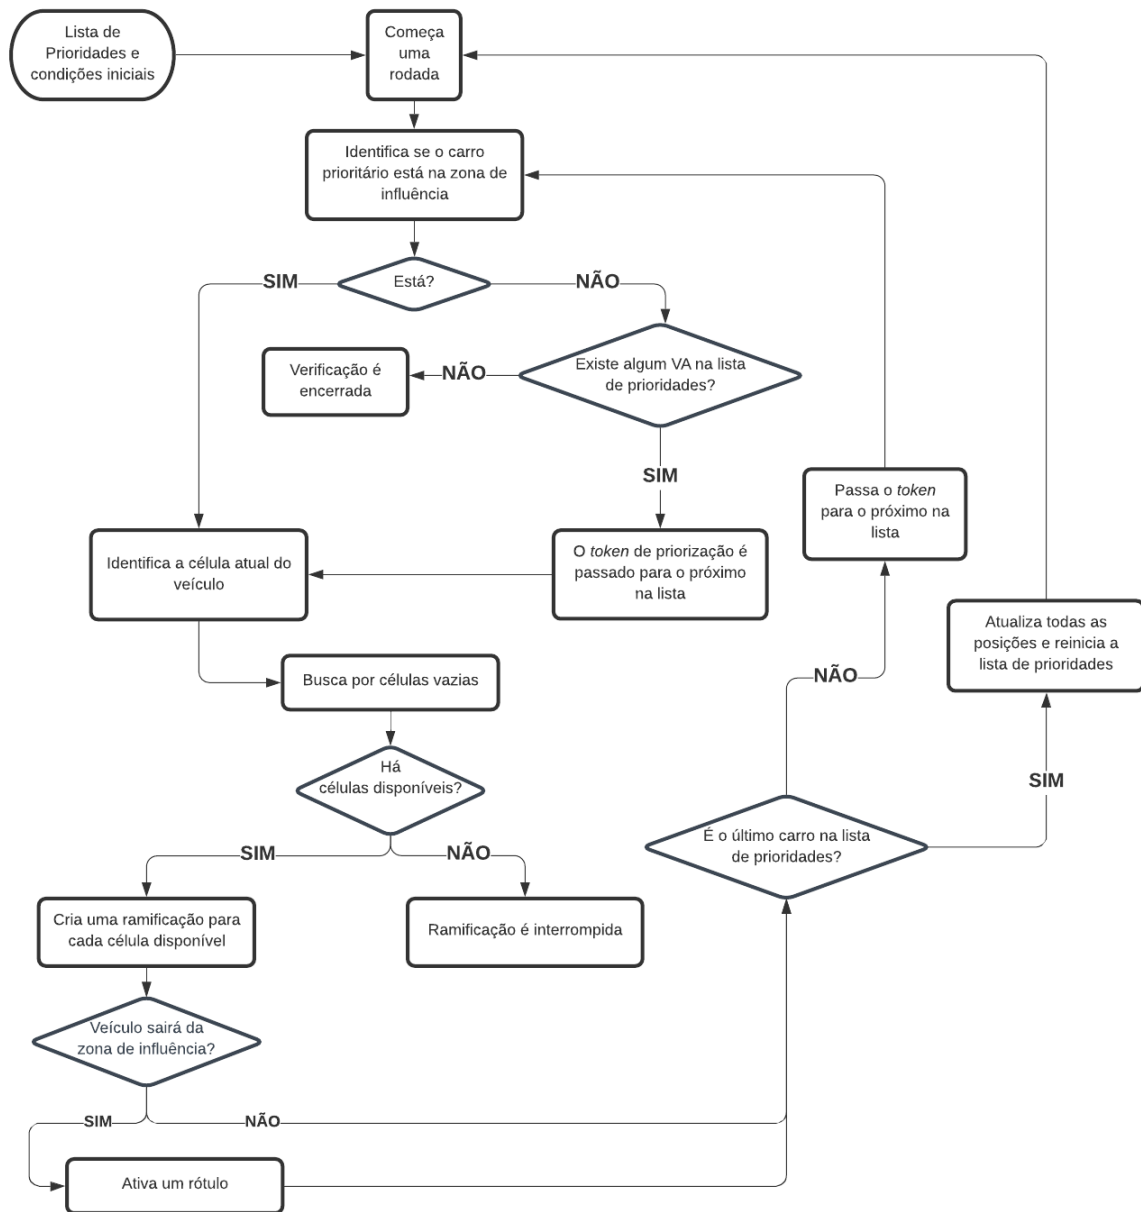 Lista de
Prioridades e
condições iniciais
Começa
uma
rodada
Identifica se o carro
prioritário está na zona de
influência
Está?
SIM
NÃO
Existe algum VA na lista
de prioridades?
NÃO
Verificação é
encerrada
SIM
Passa o token
para o próximo na
lista
O token de priorização é
passado para o próximo
na lista
Identifica a célula atual do
veículo
Atualiza todas as
posições e reinicia a
lista de prioridades
NÃO
Busca por células vazias
Há
células disponíveis?
SIM
É o último carro na lista
de prioridades?
SIM
NÃO
Cria uma ramificação para
cada célula disponível
Ramificação é interrompida
Veículo sairá da
zona de influência?
SIM
NÃO
Ativa um rótulo